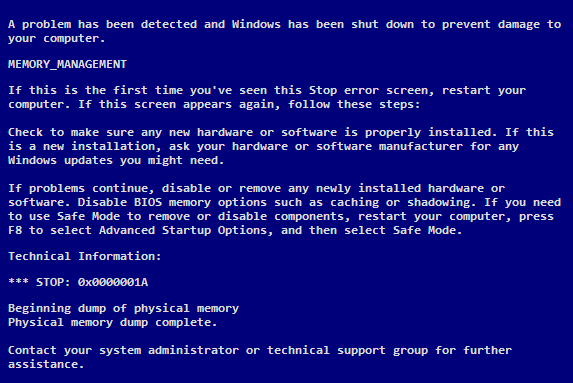 A problem has been detected and Windows has been shut down to prevent damage to
your computer.
MEMORY_MANAGEMENT
If this is the first time you've seen this Stop error screen, restart your
computer. If this screen appears again, follow these steps:
Check to make sure any new hardware or software is properly installed. If this
is a new installation, ask your hardware or software manufacturer for any
Windows updates you might need.
If problems continue, disable or remove any newly installed hardware or
software. Disable BIOS memory options such as caching or shadowing. If you need
to use Safe Mode to remove or disable components, restart your computer, press
F8 to select Advanced Startup Options, and then select Safe Mode.
Technical Information:
*** STOP: 0x0000001A
Beginning dump of physical memory
Physical memory dump complete.
Contact your system administrator or technical support group for further
assistance.